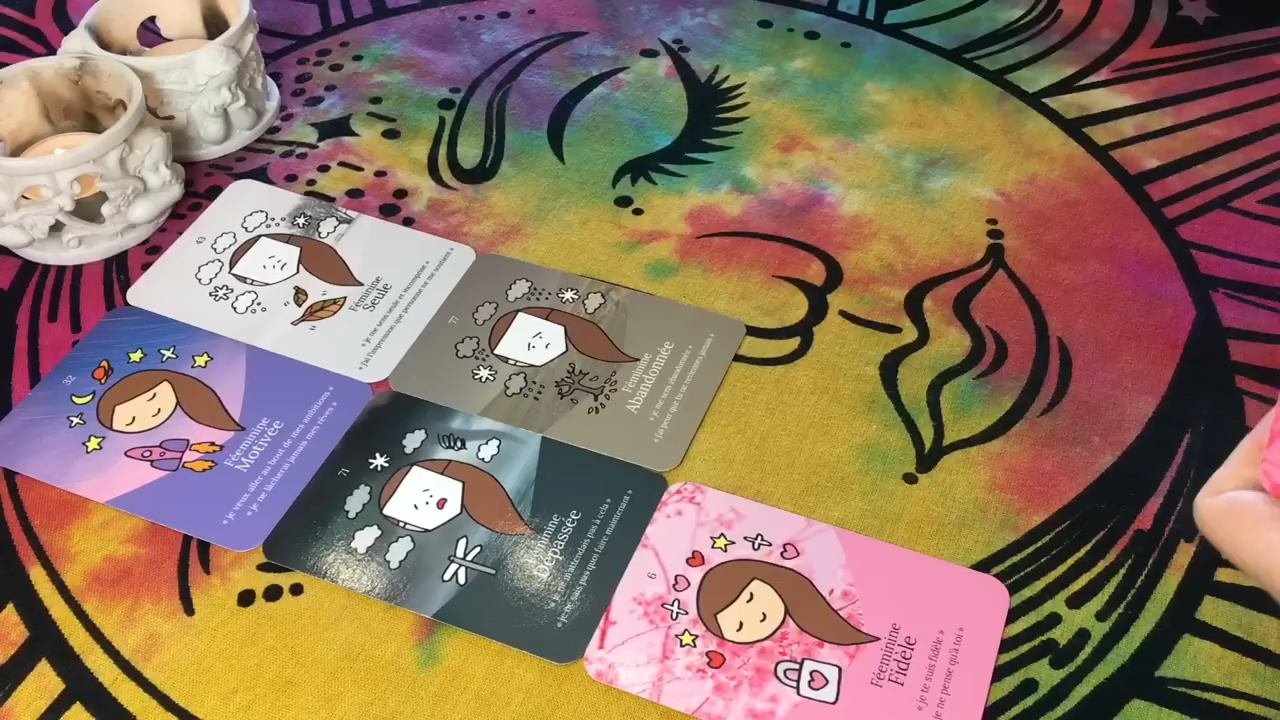 43
Féminine
Seule
« je me sens seule et incomprise »
« j'ai l'impression que personne ne me soutient »
77
Féminine
Abandonnée
« je me sens abandonnée »
« j'ai peur que tu ne reviennes jamais »
32
Féeminine
Motivée
« je veux aller au bout de mes ambitions »
« je ne lâcherai jamais mes rêves »
71
Féminine
Dépassée
« je ne m'attendais pas à cela »
« je ne sais pas quoi faire maintenant »
6
Féeminine
Fidèle
« je te suis fidèle »
je ne pense qu'à toi »